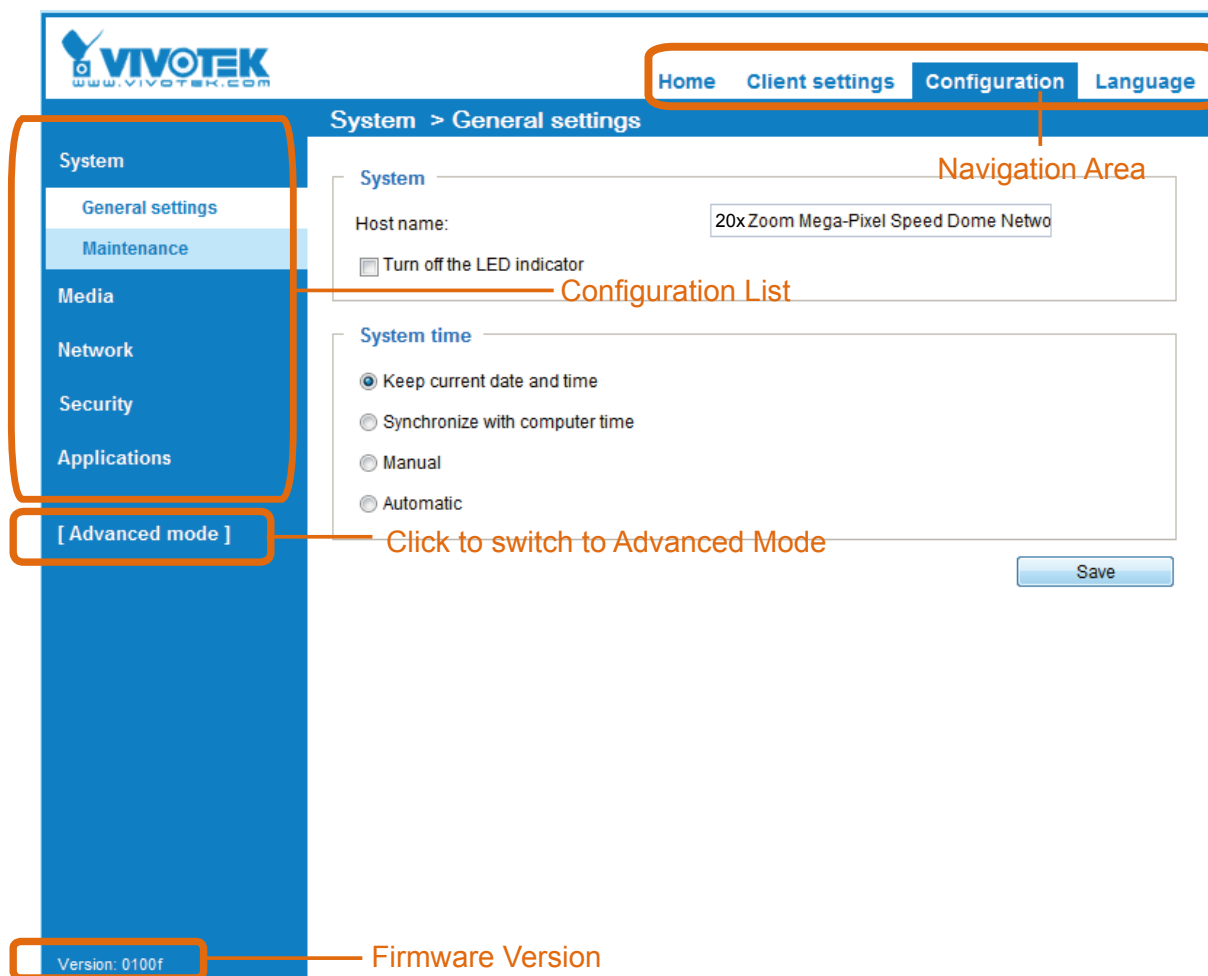 VIVOTEK
www.vivotek.com
Home Client settings Configuration Language
System > General settings
Navigation Area
System
General settings
Maintenance
Media
Network
Security
Applications
[ Advanced mode ]
Configuration List
Click to switch to Advanced Mode
System
Host name: 20x Zoom Mega-Pixel Speed Dome Netwo
Turn off the LED indicator
System time
Keep current date and time
Synchronize with computer time
Manual
Automatic
Save
Version: 0100f
Firmware Version